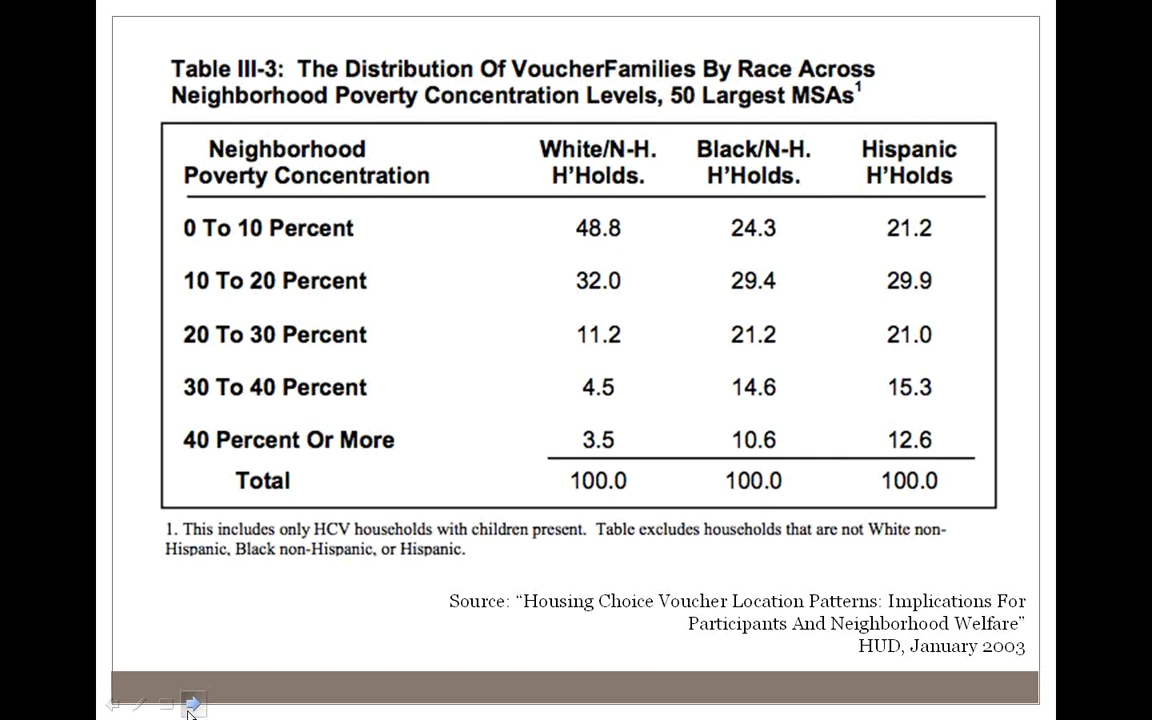 Table III-3: The Distribution Of VoucherFamilies By Race Across
Neighborhood Poverty Concentration Levels, 50 Largest MSAs1
Neighborhood White/N-H. Black/N-H. Hispanic
Poverty Concentration H'Holds. H'Holds. H'Holds
0 To 10 Percent 48.8 24.3 21.2
10 To 20 Percent 32.0 29.4 29.9
20 To 30 Percent 11.2 21.2 21.0
30 To 40 Percent 4.5 14.6 15.3
40 Percent Or More 3.5 10.6 12.6
Total 100.0 100.0 100.0
1. This includes only HCV households with children present. Table excludes households that are not White non-
Hispanic, Black non-Hispanic, or Hispanic.
Source: “Housing Choice Voucher Location Patterns: Implications For
Participants And Neighborhood Welfare”
HUD, January 2003